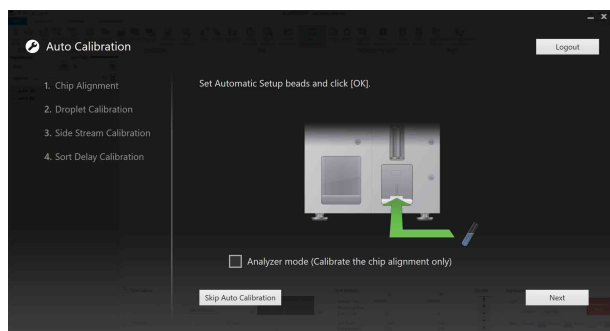 Auto Calibration
Logout
1. Chip Alignment
2. Droplet Calibration
3. Side Stream Calibration
4. Sort Delay Calibration
Set Automatic Setup beads and click [OK].
Analyzer mode (Calibrate the chip alignment only)
Skip Auto Calibration
Next